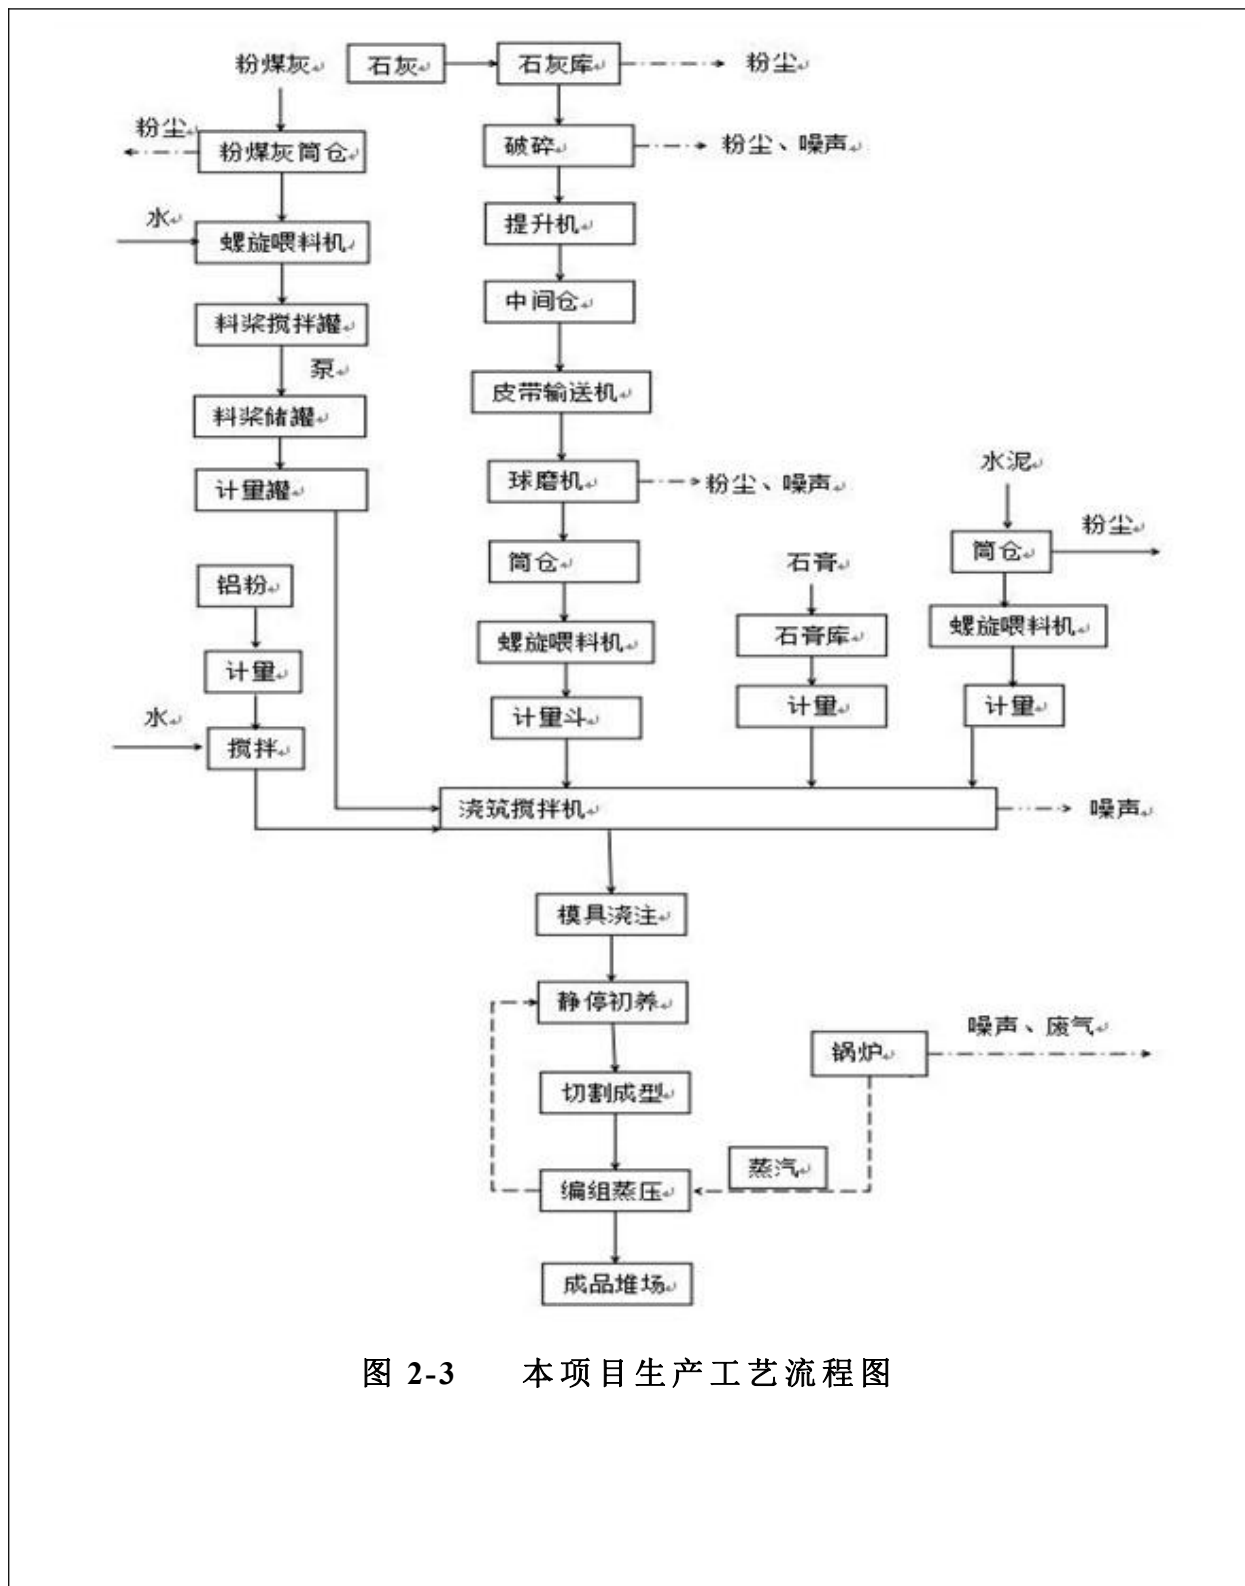 粉煤灰
石灰
石灰库
粉尘
粉尘
粉煤灰筒仓
破碎
粉尘、噪声
水
螺旋喂料机
提升机
料桨搅拌罐
中间仓
泵
料桨储罐
皮带输送机
计量罐
球磨机
粉尘、噪声
水泥
筒仓
粉尘
铝粉
筒仓
石膏
螺旋喂料机
计量
螺旋喂料机
石膏库
计量
水
搅拌
计量斗
计量
浇筑搅拌机
噪声
模具浇注
静停初养
噪声、废气
锅炉
切割成型
蒸汽
编组蒸压
成品堆场
图 2-3 本项目生产工艺流程图